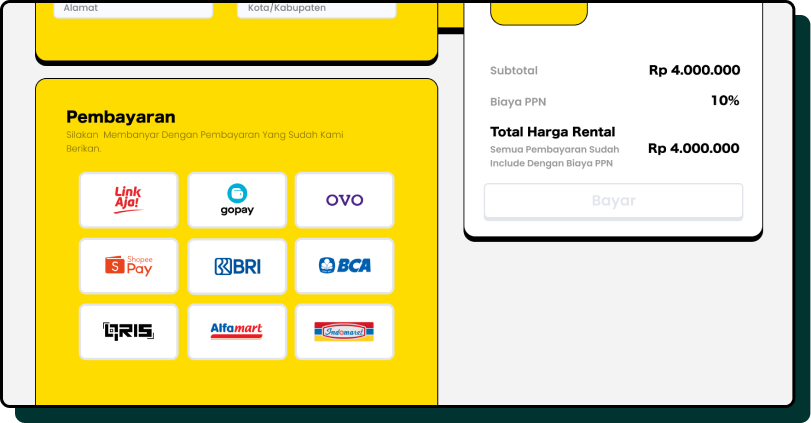 Alamat
Kota/Kabupaten
Pembayaran
Silakan Membanyar Dengan Pembayaran Yang Sudah Kami
Berikan.
Link
Aja!
gopay
OVO
S
Shopee
Pay
BRI
BCA
QRIS
Alfamart
Indomaret
Subtotal
Rp 4.000.000
Biaya PPN
10%
Total Harga Rental
Semua Pembayaran Sudah
Include Dengan Biaya PPN
Rp 4.000.000
Bayar